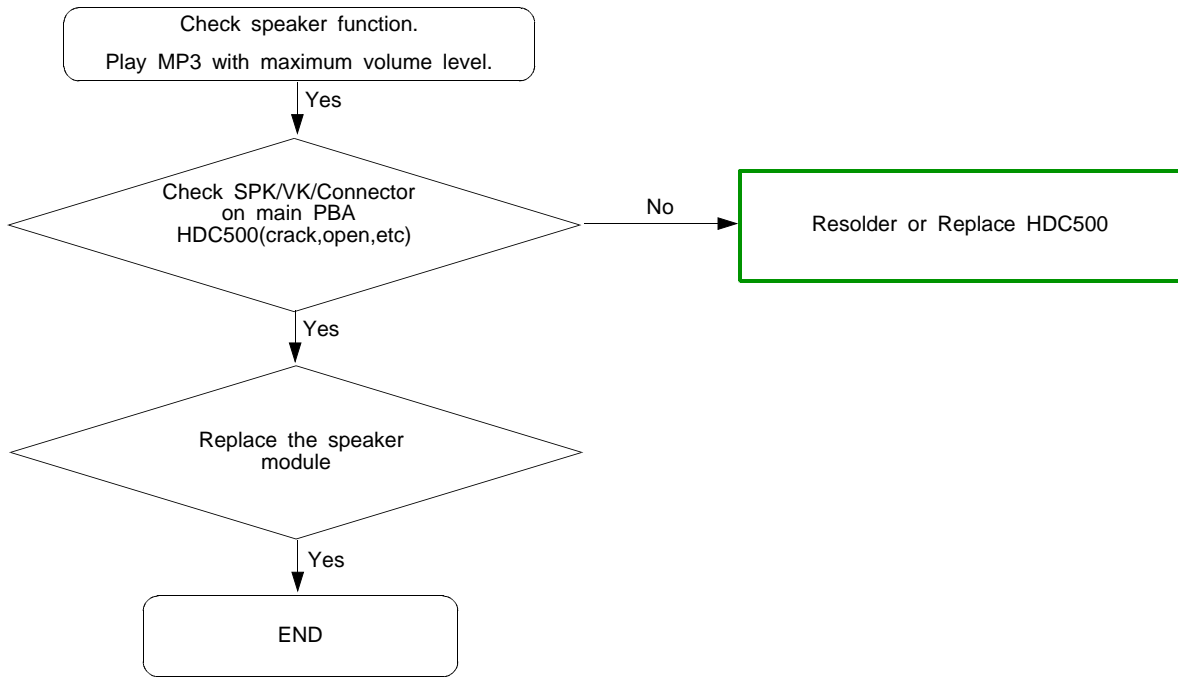 Check speaker function.
Play MP3 with maximum volume level.
Yes
Check SPK/VK/Connector
on main PBA
HDC500(crack,open,etc)
No
Resolder or Replace HDC500
Yes
Replace the speaker
module
Yes
END